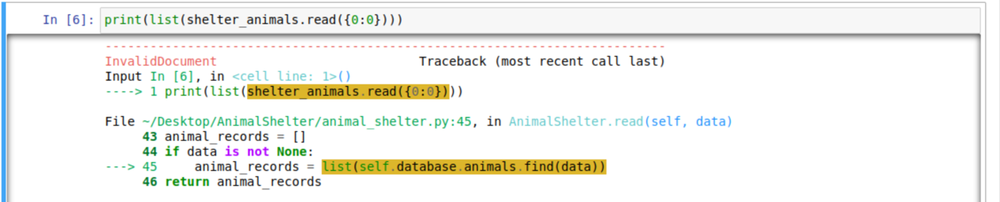 In [6]: print(list(shelter_animals.read({0:0})))
---------------------------------------------------------------------------
InvalidDocument                           Traceback (most recent call last)
Input In [6], in <cell line: 1>()
----> 1 print(list(shelter_animals.read({0:0})))

File ~/Desktop/AnimalShelter/animal_shelter.py:45, in AnimalShelter.read(self, data)
     43 animal_records = []
     44 if data is not None:
---> 45     animal_records = list(self.database.animals.find(data))
     46 return animal_records